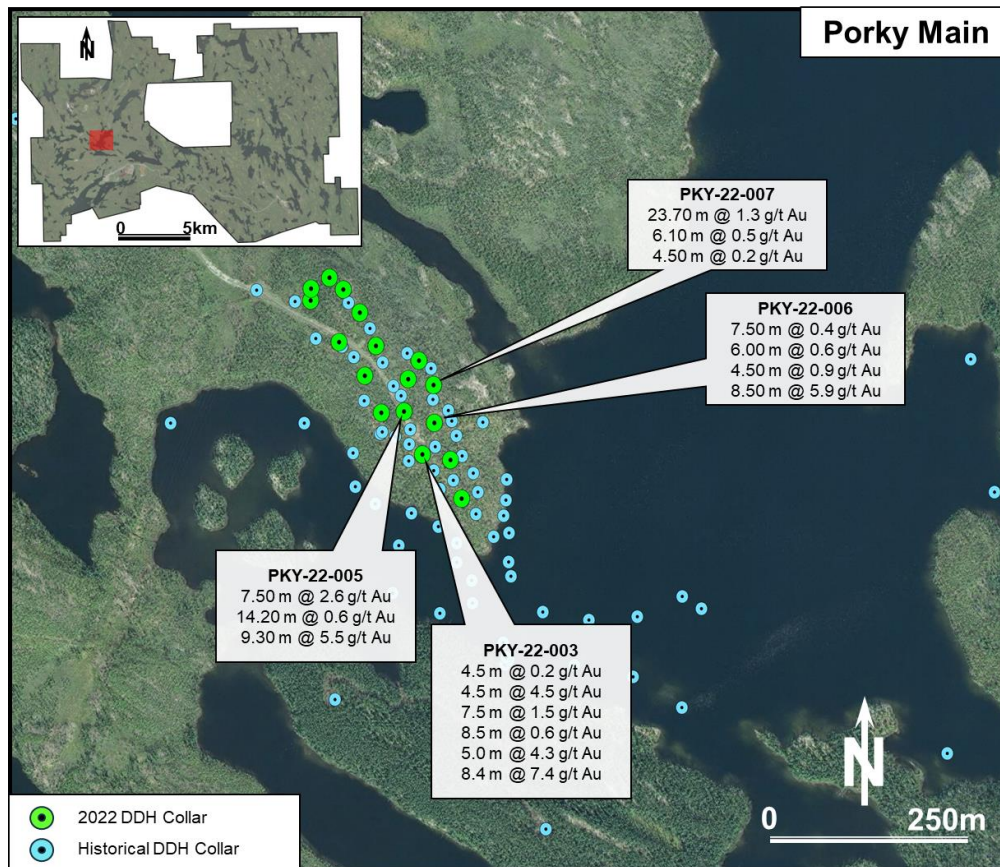 Porky Main
N
0 5km
PKY-22-007
23.70 m @ 1.3 g/t Au
6.10 m @ 0.5 g/t Au
4.50 m @ 0.2 g/t Au
PKY-22-006
7.50 m @ 0.4 g/t Au
6.00 m @ 0.6 g/t Au
4.50 m @ 0.9 g/t Au
8.50 m @ 5.9 g/t Au
PKY-22-005
7.50 m @ 2.6 g/t Au
14.20 m @ 0.6 g/t Au
9.30 m @ 5.5 g/t Au
PKY-22-003
4.5 m @ 0.2 g/t Au
4.5 m @ 4.5 g/t Au
7.5 m @ 1.5 g/t Au
8.5 m @ 0.6 g/t Au
5.0 m @ 4.3 g/t Au
8.4 m @ 7.4 g/t Au
N
0 250m
2022 DDH Collar
Historical DDH Collar